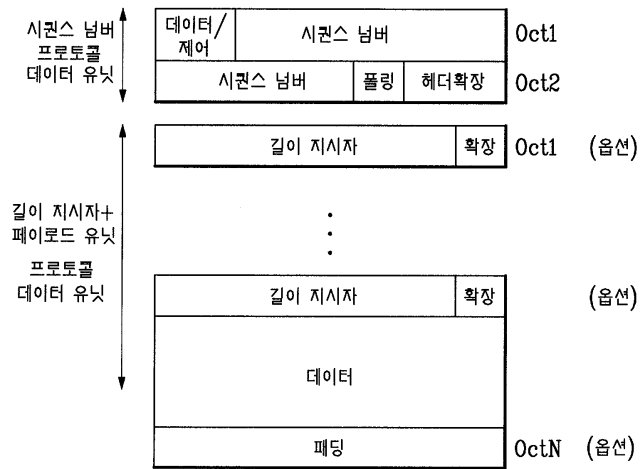 시퀀스 넘버
프로토콜
데이터 유닛
데이터/
제어
시퀀스 넘버
Oct1
시퀀스 넘버
폴링
헤더확장
Oct2
길이 지시자
확장
Oct1
(옵션)
길이 지시자+
페이로드 유닛
프로토콜
데이터 유닛
길이 지시자
확장
(옵션)
데이터
패딩
OctN
(옵션)